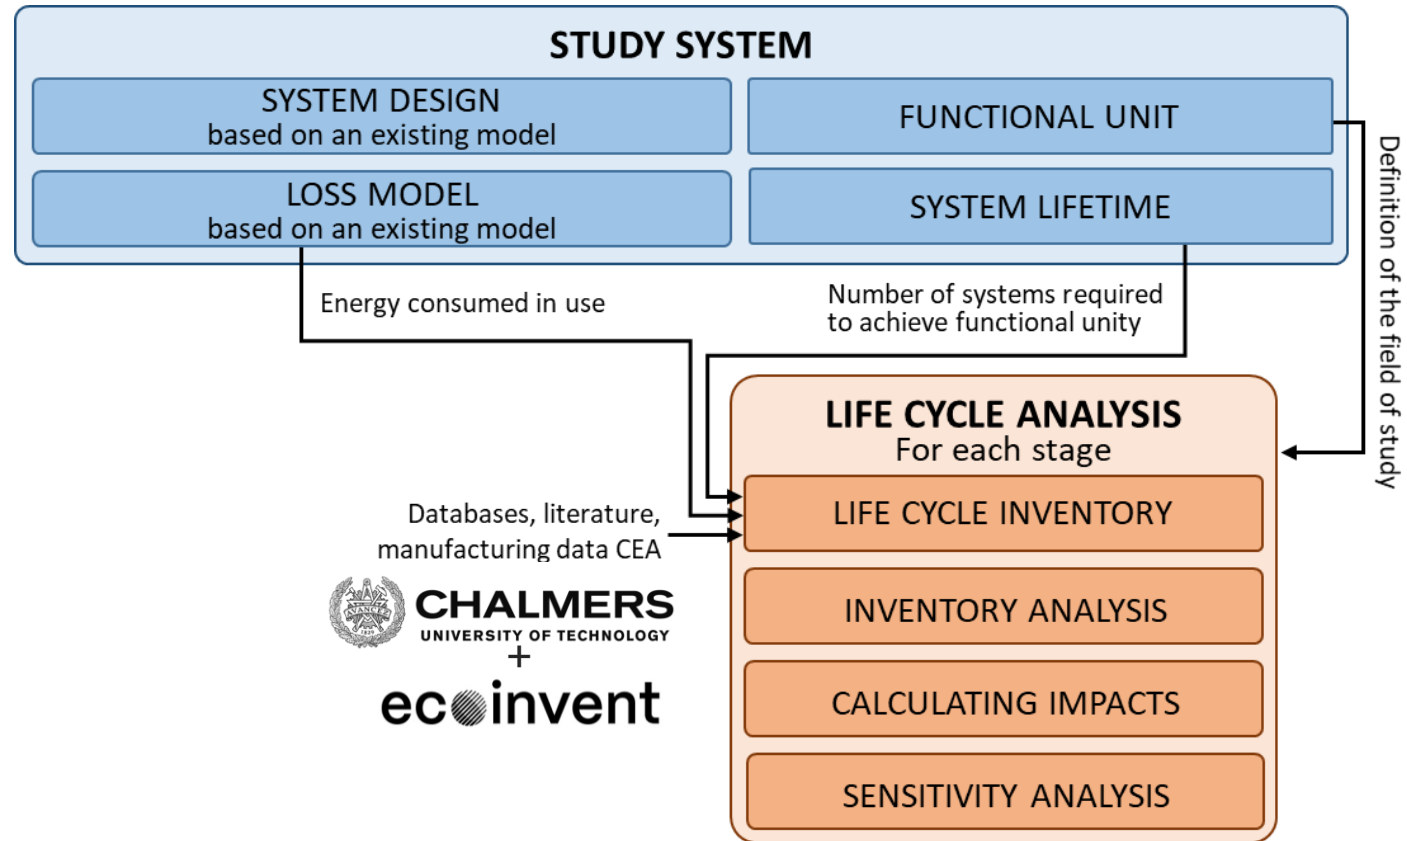 STUDY SYSTEM
SYSTEM DESIGN
based on an existing model
FUNCTIONAL UNIT
LOSS MODEL
based on an existing model
SYSTEM LIFETIME
Definition of the field of study
Energy consumed in use
Number of systems required
to achieve functional unity
LIFE CYCLE ANALYSIS
For each stage
LIFE CYCLE INVENTORY
Databases, literature,
manufacturing data CEA
AVANCEZ
1829
CHALMERS
UNIVERSITY OF TECHNOLOGY
+
ecoinvent
INVENTORY ANALYSIS
CALCULATING IMPACTS
SENSITIVITY ANALYSIS